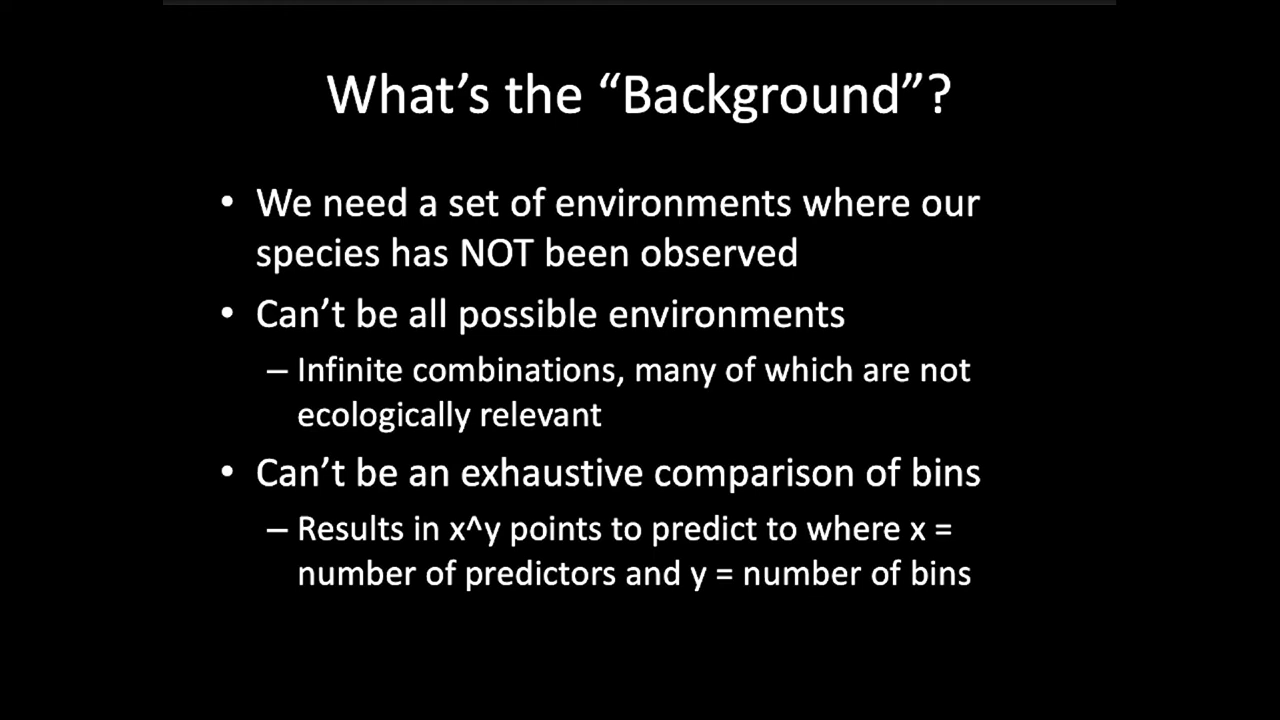 What’s the “Background”?
• We need a set of environments where our
species has NOT been observed
• Can’t be all possible environments
– Infinite combinations, many of which are not
ecologically relevant
• Can’t be an exhaustive comparison of bins
– Results in x^y points to predict to where x =
number of predictors and y = number of bins